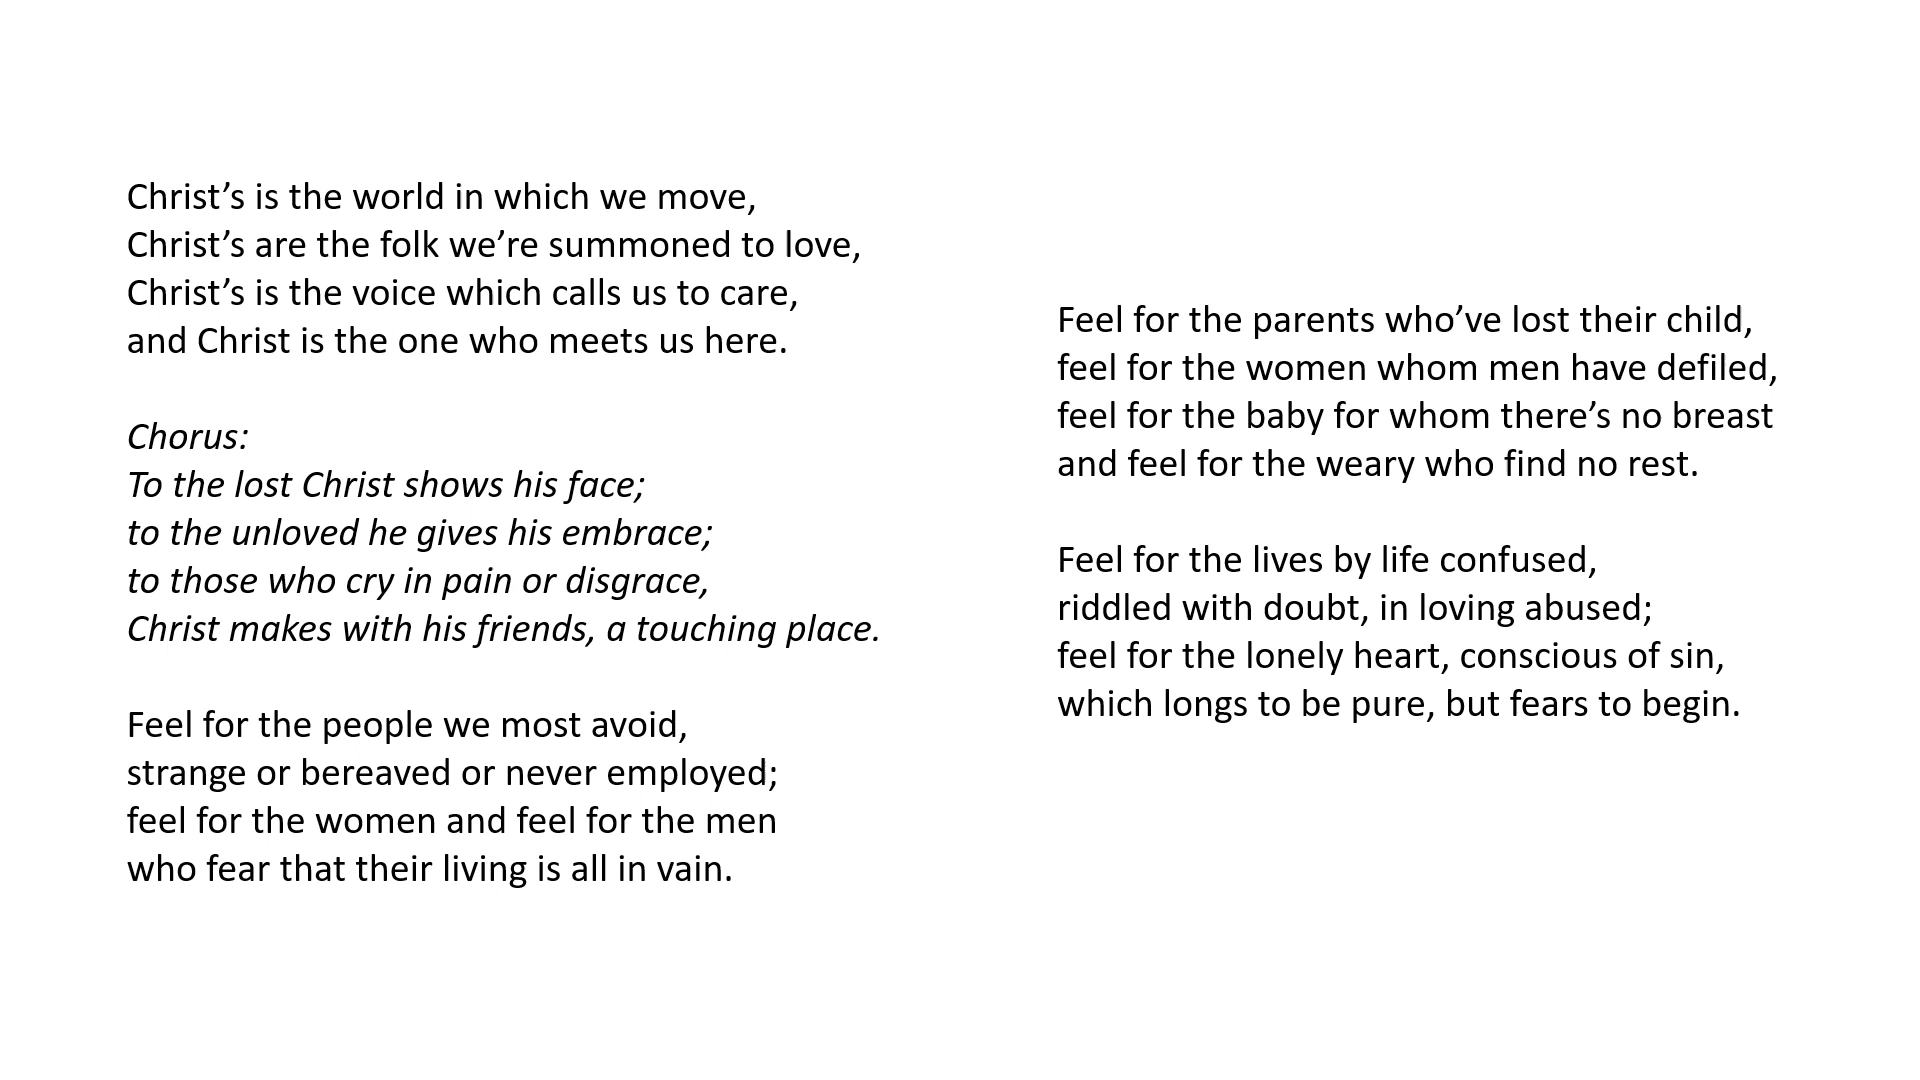 Christ’s is the world in which we move,
Christ’s are the folk we’re summoned to love,
Christ’s is the voice which calls us to care,
and Christ is the one who meets us here.

Chorus:
To the lost Christ shows his face;
to the unloved he gives his embrace;
to those who cry in pain or disgrace,
Christ makes with his friends, a touching place.

Feel for the people we most avoid,
strange or bereaved or never employed;
feel for the women and feel for the men
who fear that their living is all in vain.

Feel for the parents who’ve lost their child,
feel for the women whom men have defiled,
feel for the baby for whom there’s no breast
and feel for the weary who find no rest.

Feel for the lives by life confused,
riddled with doubt, in loving abused;
feel for the lonely heart, conscious of sin,
which longs to be pure, but fears to begin.